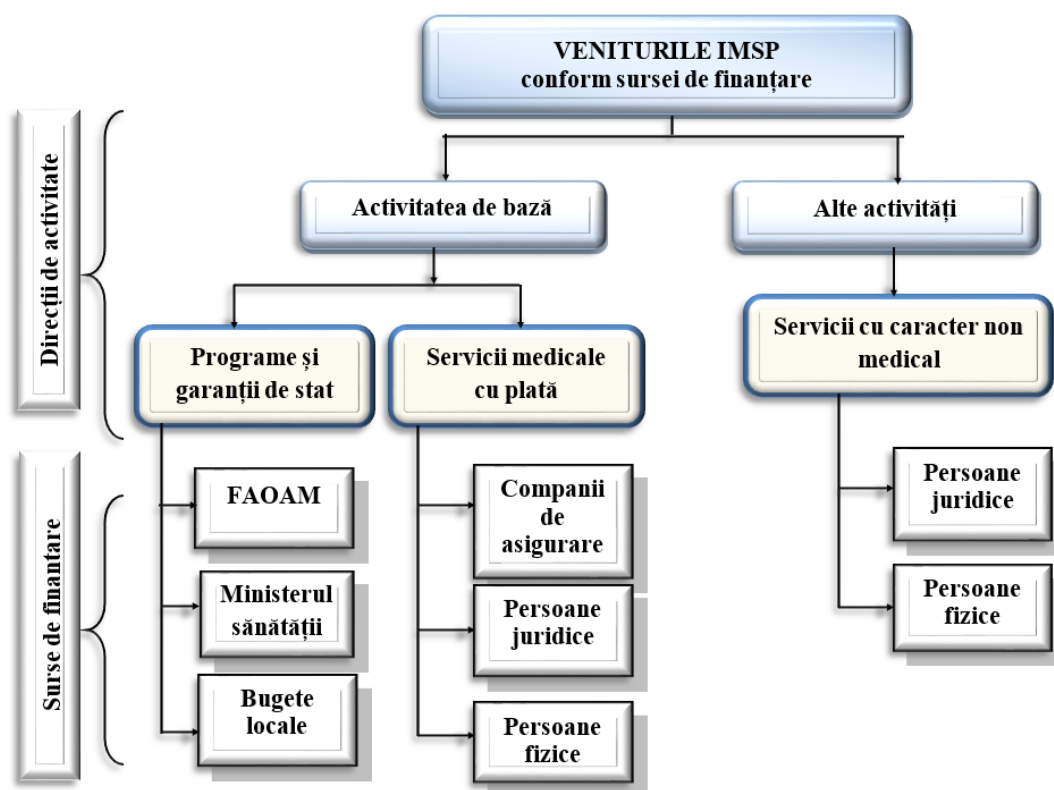 VENITURILE IMSP
conform sursei de finanțare
Direcții de activitate
Activitatea de bază
Alte activități
Programe și
garanții de stat
Servicii medicale
cu plată
Servicii cu caracter non
medical
Surse de finantare
FAOAM
Ministerul
sănătății
Bugete
locale
Companii
de
asigurare
Persoane
juridice
Persoane
fizice
Persoane
juridice
Persoane
fizice